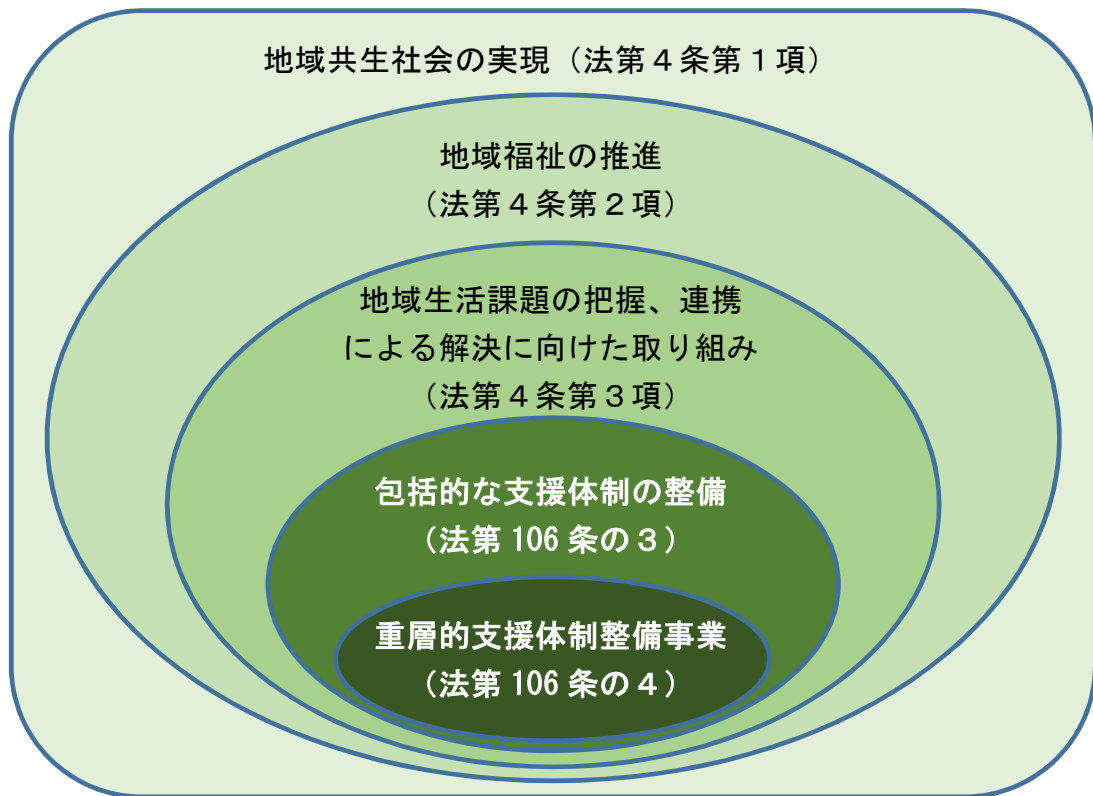 地域共生社会の実現（法第４条第１項）
地域福祉の推進
（法第４条第２項）
地域生活課題の把握、連携
による解決に向けた取り組み
（法第４条第３項）
包括的な支援体制の整備
（法第 106 条の３）
重層的支援体制整備事業
（法第 106 条の４）